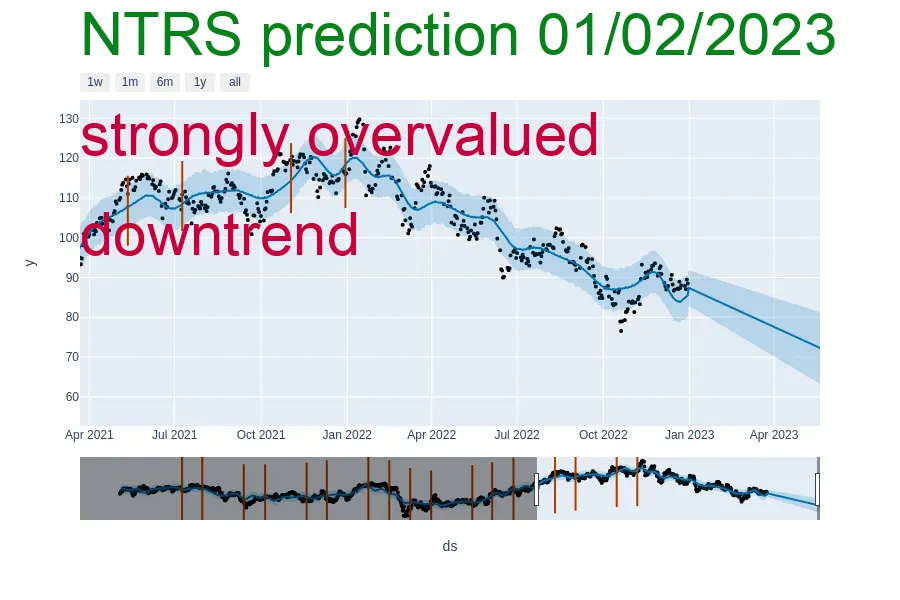 NTRS prediction 01/02/2023
1w 1m 6m 1y all
strongly overvalued
downtrend
130
120
110
100
90
80
70
60
y
Apr 2021 Jul 2021 Oct 2021 Jan 2022 Apr 2022 Jul 2022 Oct 2022 Jan 2023 Apr 2023
ds